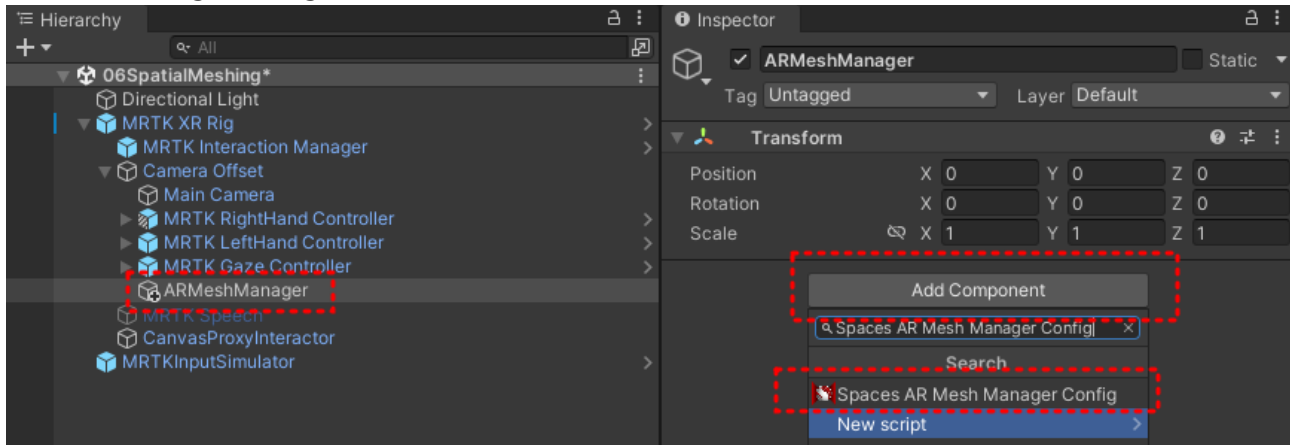 Hierarchy
All
06SpatialMeshing*
Directional Light
MRTK XR Rig
MRTK Interaction Manager
Camera Offset
Main Camera
MRTK RightHand Controller
MRTK LeftHand Controller
MRTK Gaze Controller
ARMeshManager
MRTK Speech
CanvasProxyInteractor
MRTKInputSimulator
Inspector
ARMeshManager Static
Tag Untagged Layer Default
Transform
Position X 0 Y 0 Z 0
Rotation X 0 Y 0 Z 0
Scale X 1 Y 1 Z 1
Add Component
Spaces AR Mesh Manager Config
Search
Spaces AR Mesh Manager Config
New script